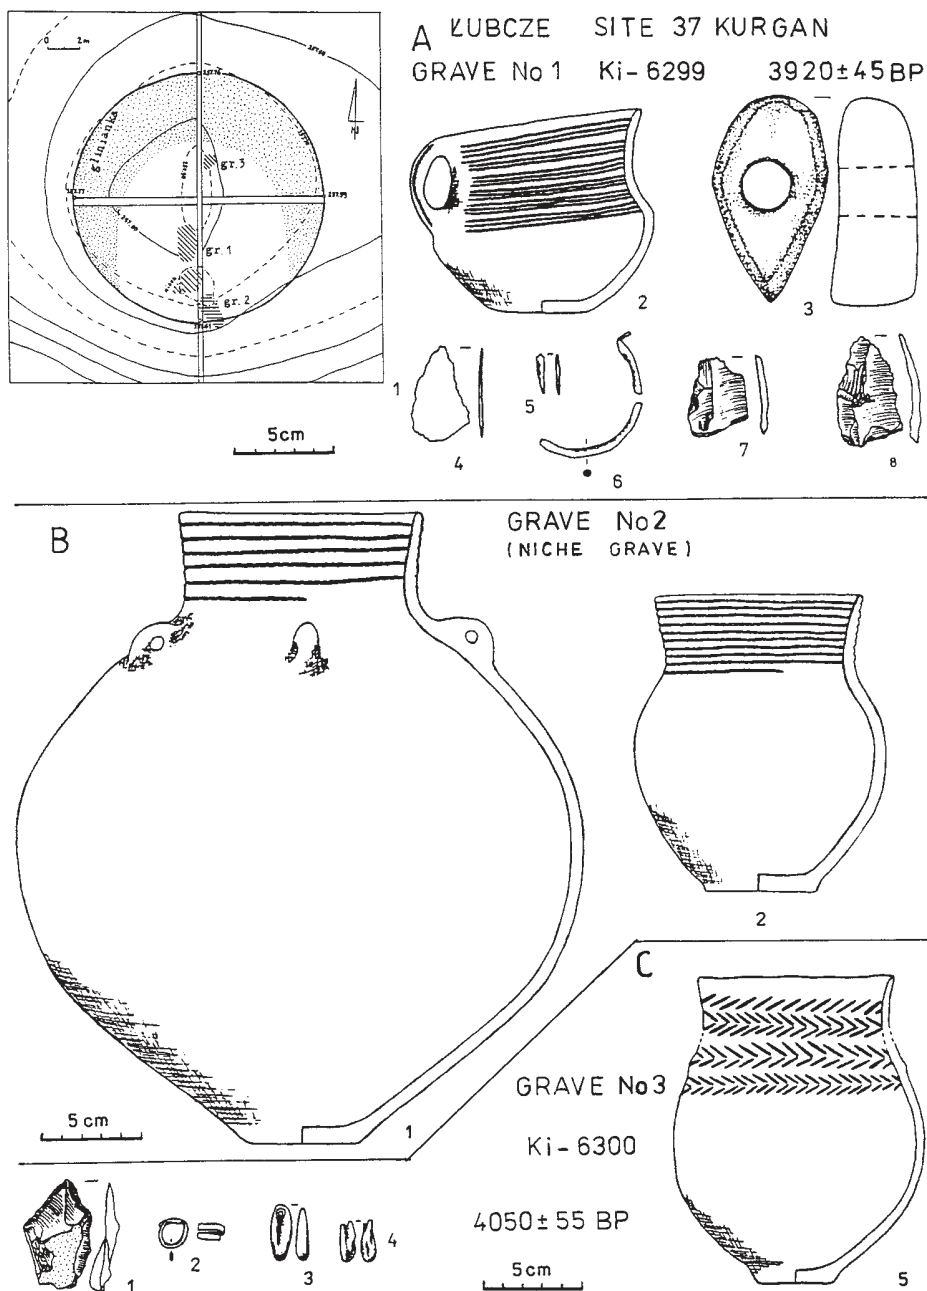 A ŁUBCZE SITE 37 KURGAN
GRAVE No 1 Ki-6299 3920±45 BP
0 2m
glinianka
N
gr. 3
gr. 1
gr. 2
1
2
3
4
5
6
7
8
5cm
B
GRAVE No 2
(NICHE GRAVE)
1
2
5 cm
C
GRAVE No 3
Ki-6300
4050±55 BP
1
2
3
4
5
5cm